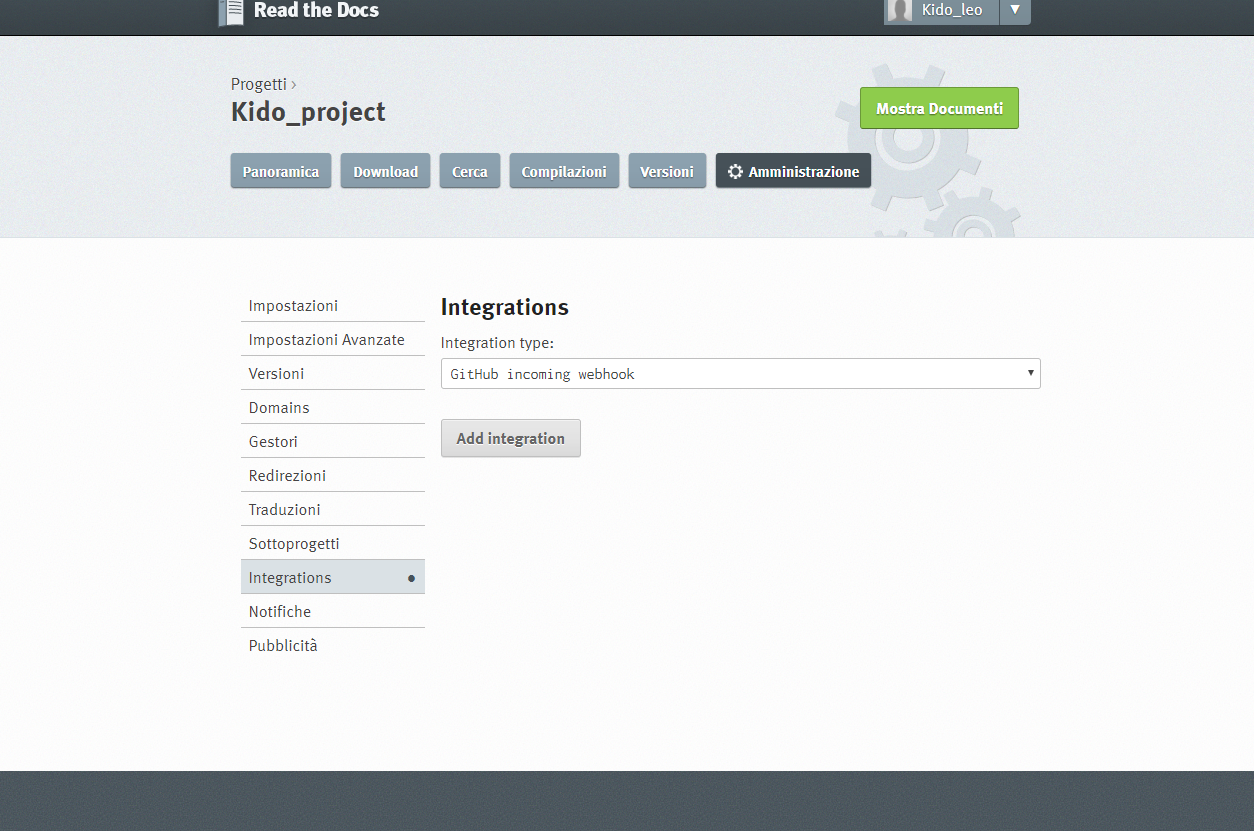 Read the Docs
Kido_leo
Progetti ›
Kido_project
Mostra Documenti
Panoramica
Download
Cerca
Compilazioni
Versioni
Amministrazione
Impostazioni
Impostazioni Avanzate
Versioni
Domains
Gestori
Redirezioni
Traduzioni
Sottoprogetti
Integrations
Notifiche
Pubblicità
Integrations
Integration type:
GitHub incoming webhook
Add integration